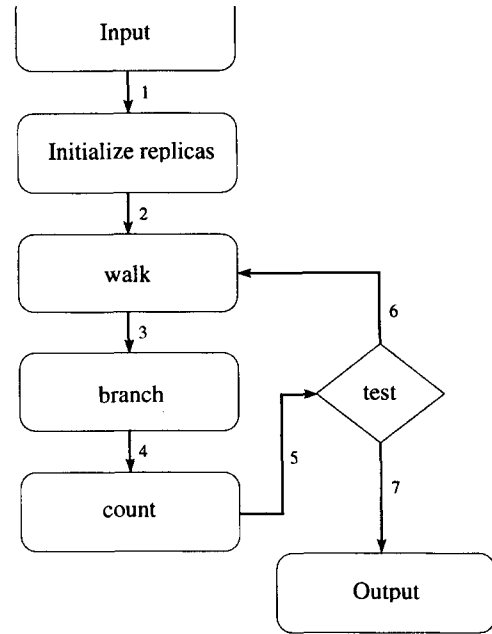 Input
1
Initialize replicas
2
walk
3
6
branch
test
4
5
count
7
Output